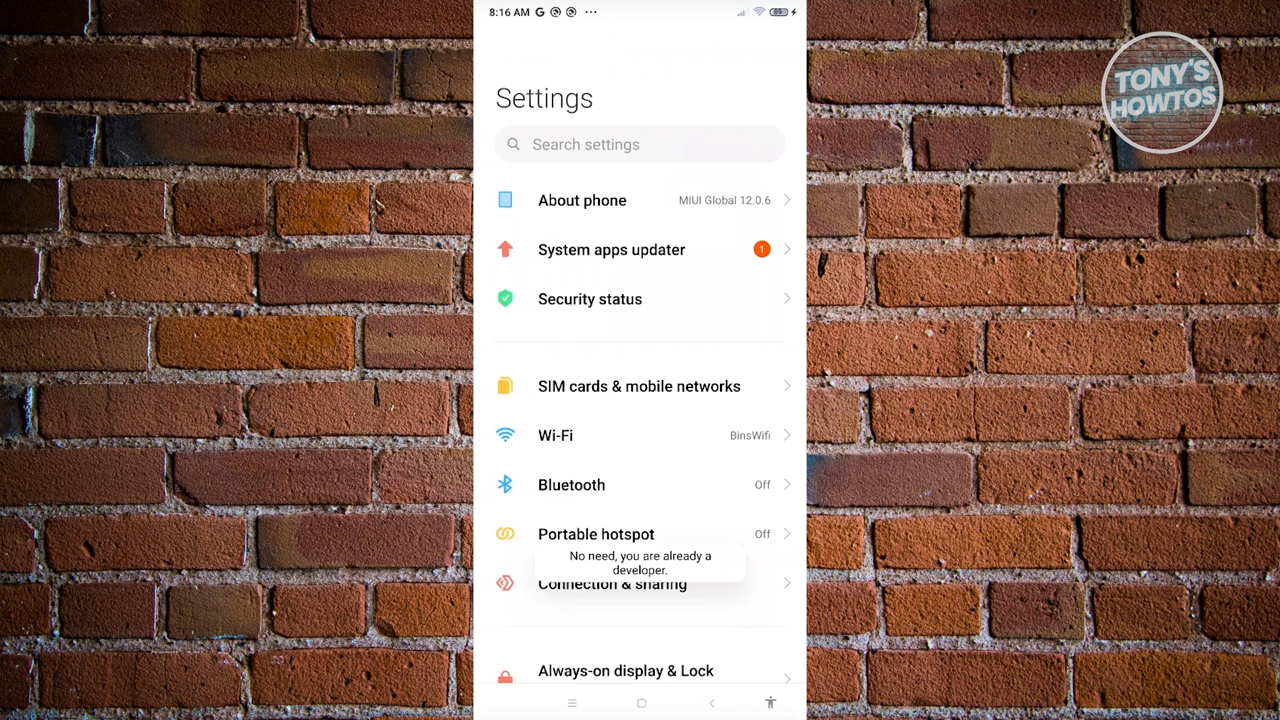 8:16 AM G ...
89
TONY'S
HOWTOS
Settings
Search settings
About phone MIUI Global 12.0.6
System apps updater 1
Security status
SIM cards & mobile networks
Wi-Fi BinsWifi
Bluetooth Off
Portable hotspot Off
No need, you are already a
developer.
Connection & sharing
Always-on display & Lock